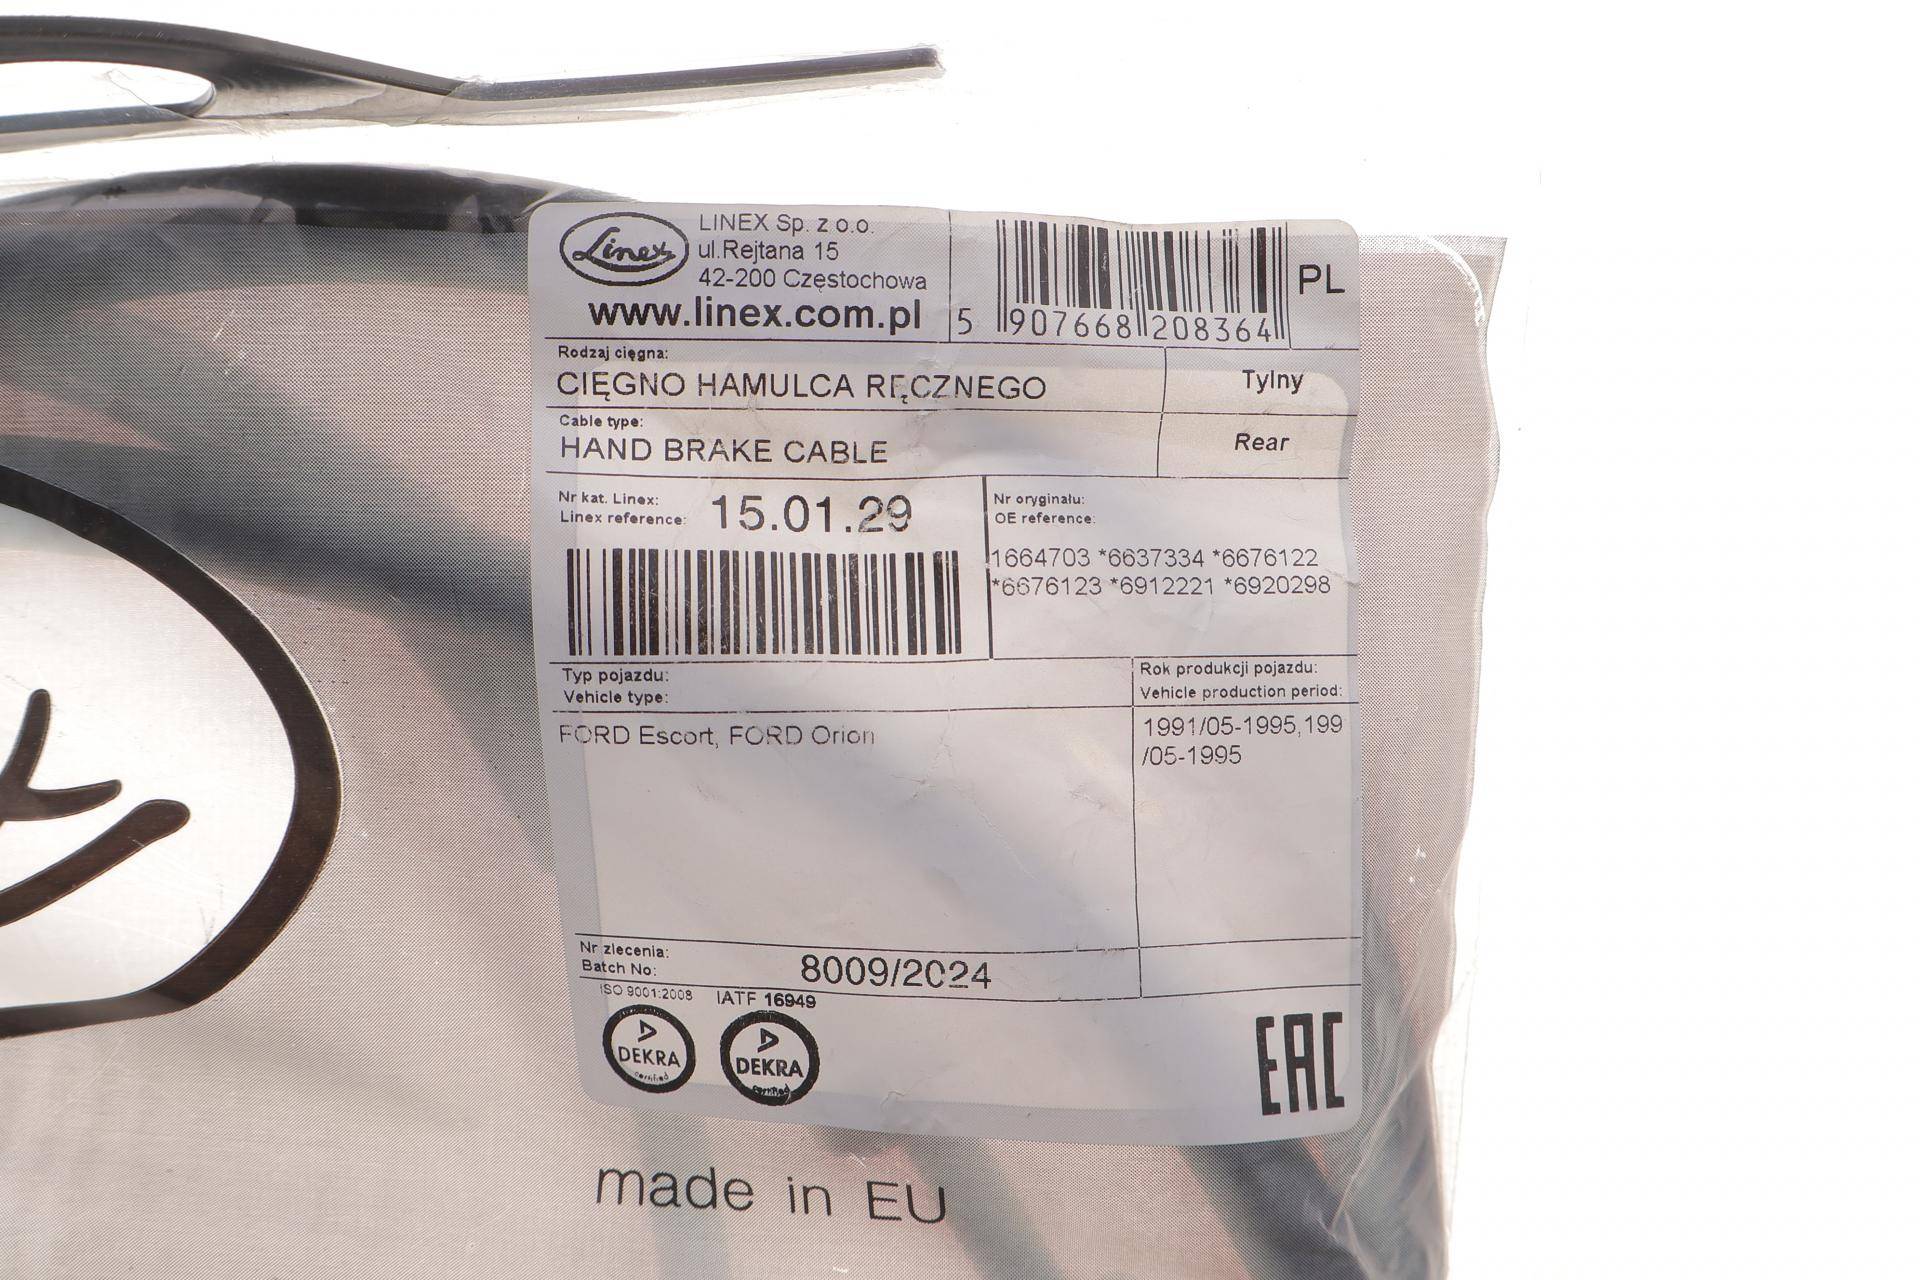 Linex
LINEX Sp. z o.o.
ul.Rejtana 15
42-200 Częstochowa
www.linex.com.pl
5 907668 208364
PL
Rodzaj cięgna:
CIĘGNO HAMULCA RĘCZNEGO
Tylny
Cable type:
HAND BRAKE CABLE
Rear
Nr kat. Linex:
Linex reference:
15.01.29
Nr oryginału:
OE reference:
1664703 *6637334 *6676122
*6676123 *6912221 *6920298
Typ pojazdu:
Vehicle type:
Rok produkcji pojazdu:
Vehicle production period:
FORD Escort, FORD Orion
1991/05-1995,199
/05-1995
Nr zlecenia:
Batch No:
8009/2024
ISO 9001:2008
IATF 16949
DEKRA
certified
DEKRA
certified
EAC
made in EU